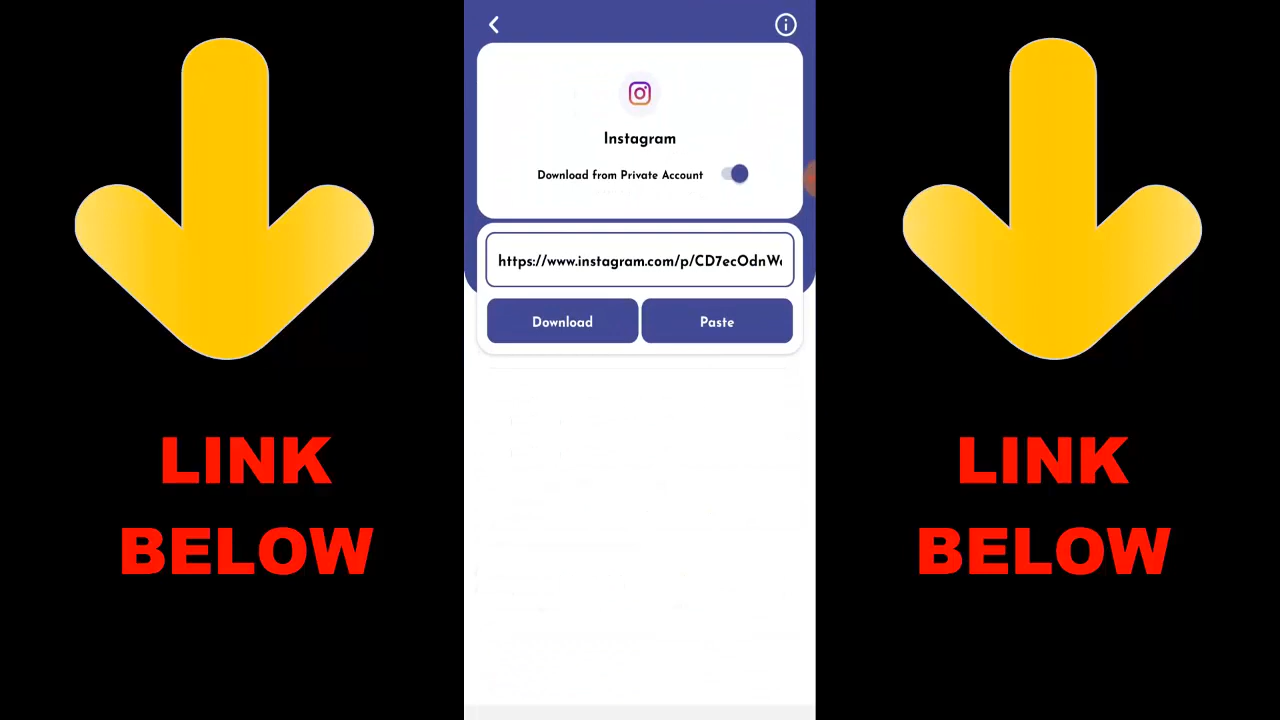 Instagram
Download from Private Account
https://www.instagram.com/p/CD7ecOdnW
Download
Paste
LINK
BELOW
LINK
BELOW